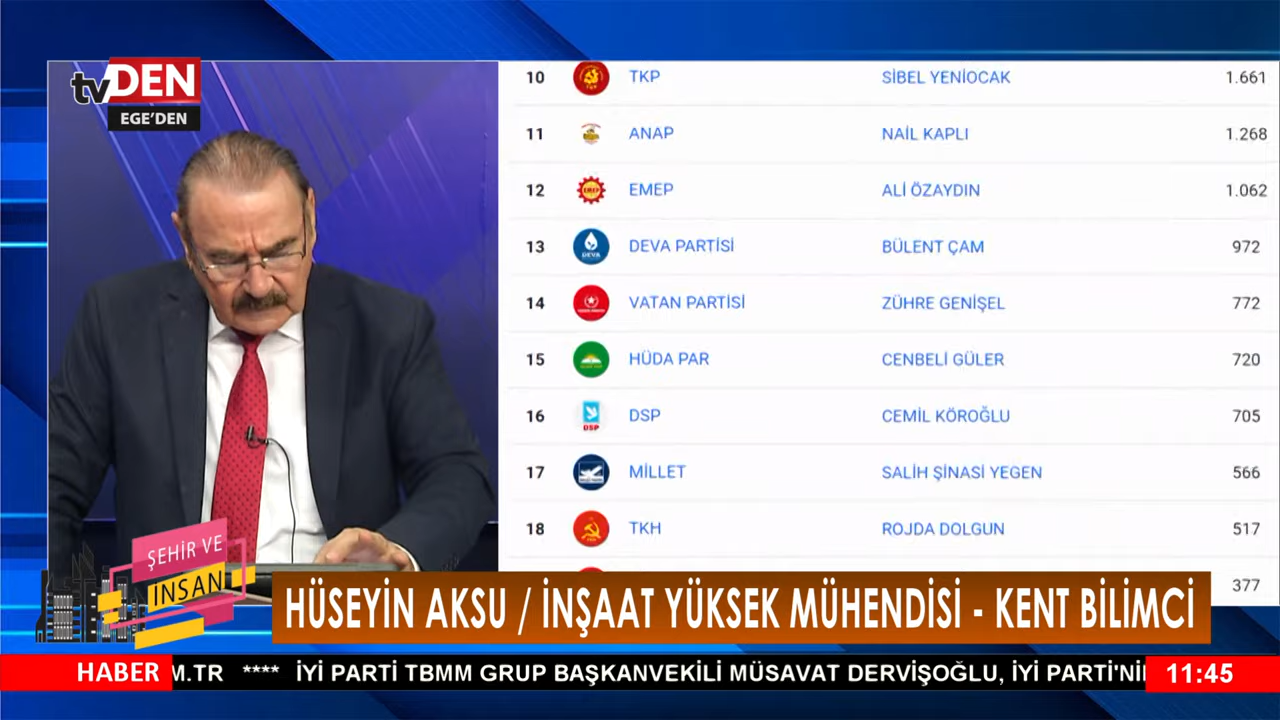 tvDEN
EGE'DEN
10 TKP SİBEL YENİOCAK 1.661
11 ANAP NAİL KAPLI 1.268
12 EMEP ALİ ÖZAYDIN 1.062
13 DEVA PARTİSİ BÜLENT ÇAM 972
14 VATAN PARTİSİ ZÜHRE GENİŞEL 772
15 HÜDA PAR CENBELİ GÜLER 720
16 DSP CEMİL KÖROĞLU 705
17 MİLLET SALİH ŞİNASİ YEGEN 566
18 TKH ROJDA DOLGUN 517
377
EMEP
DEVA
DSP
ŞEHİR VE
İNSAN
HÜSEYİN AKSU / İNŞAAT YÜKSEK MÜHENDİSİ - KENT BİLİMCİ
HABER M.TR **** İYİ PARTİ TBMM GRUP BAŞKANVEKİLİ MÜSAVAT DERVİŞOĞLU, İYİ PARTİ'Nİ 11:45